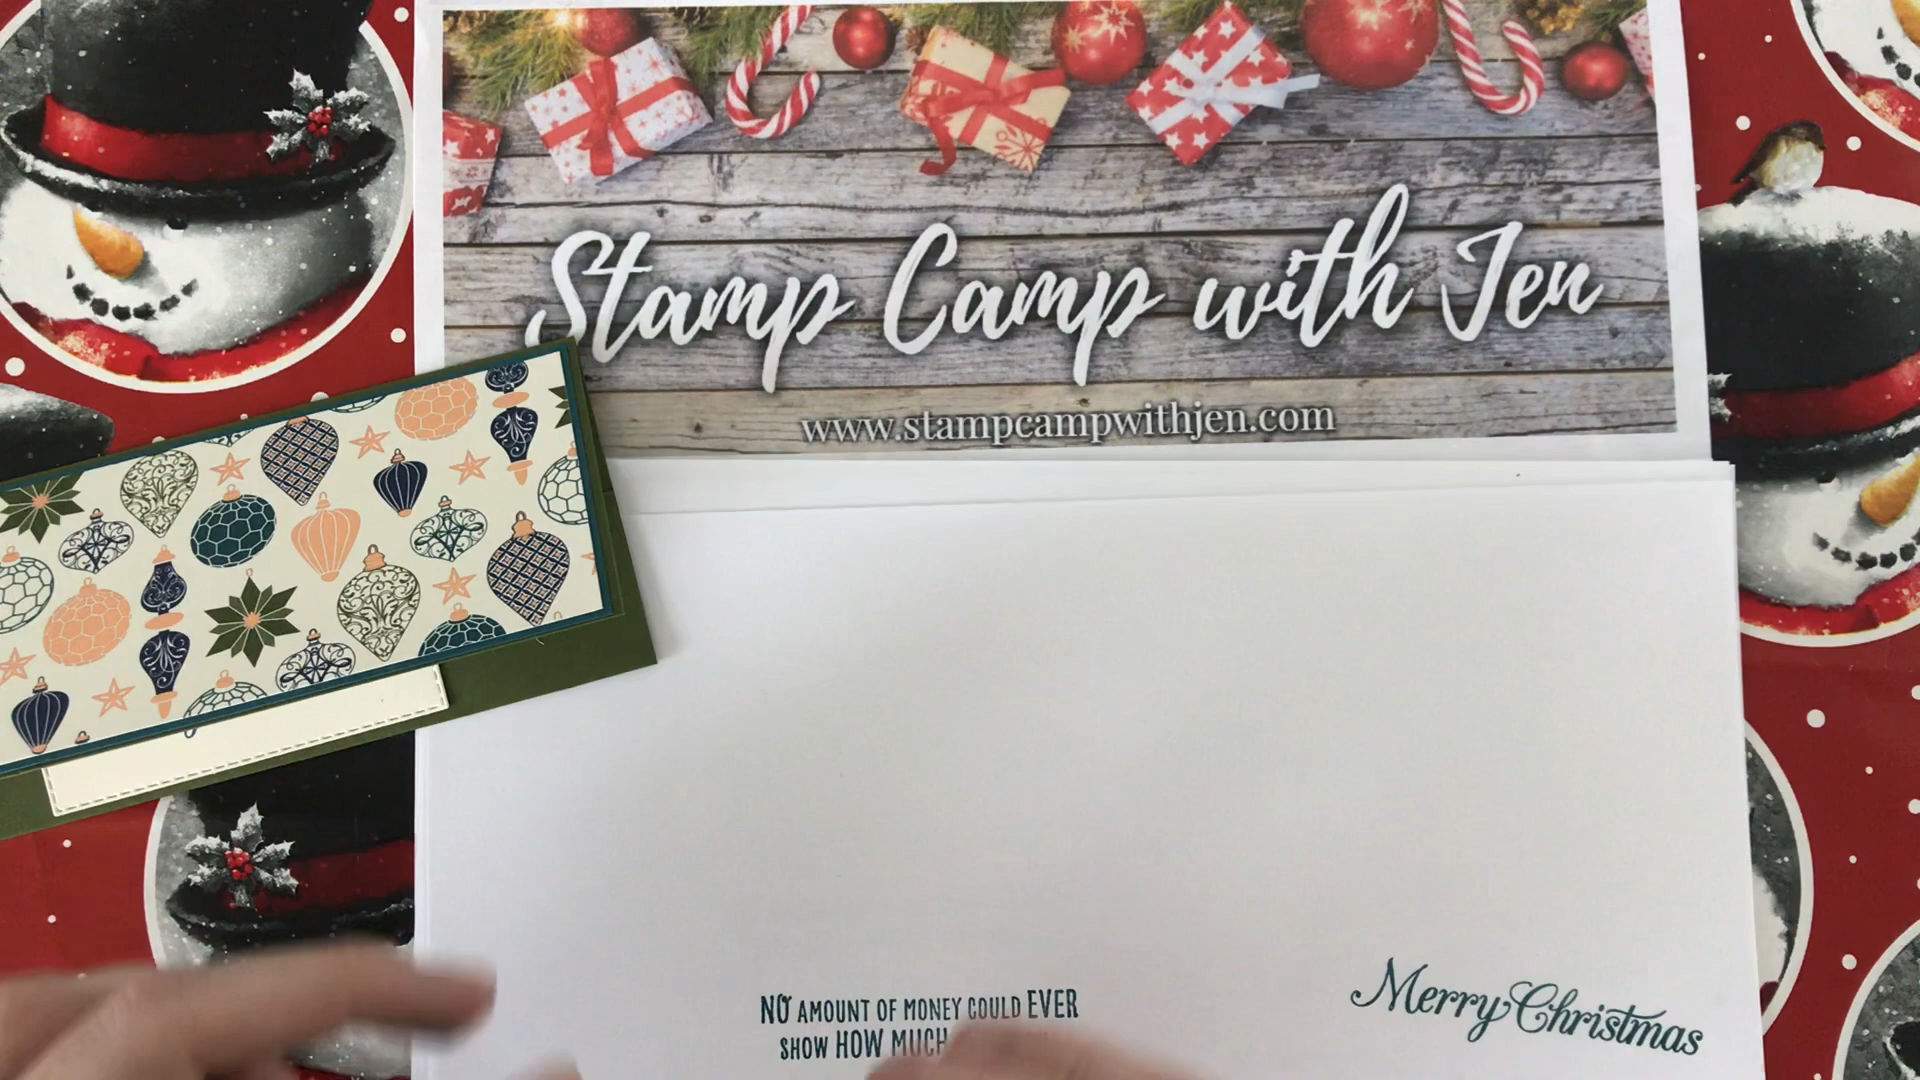 Stamp Camp with Jen
www.stampcampwithjen.com
NO AMOUNT OF MONEY COULD EVER
SHOW HOW MUCH
Merry Christmas